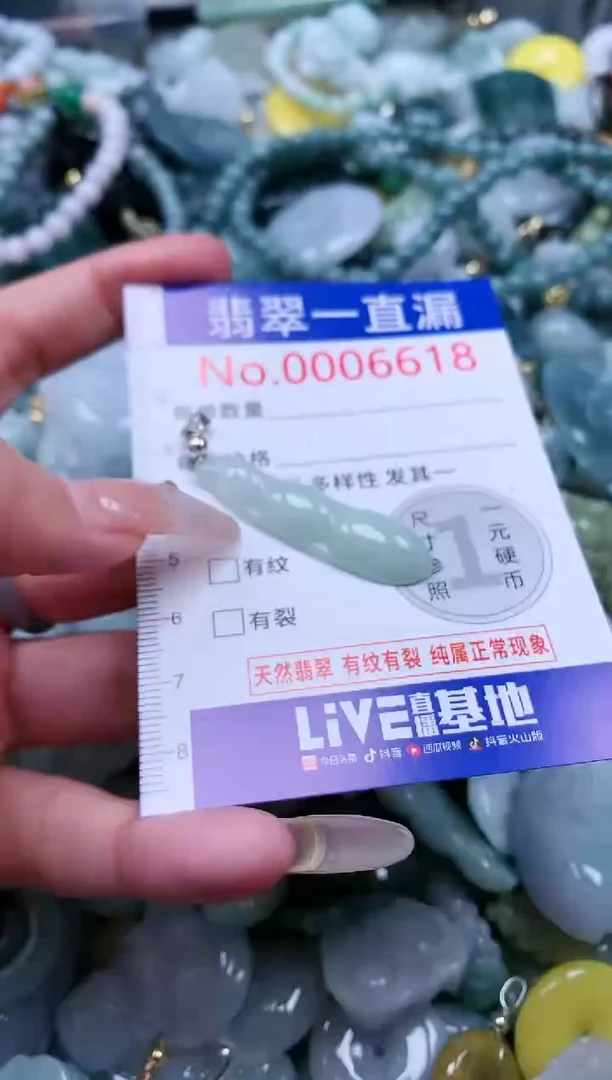 翡翠一直漏
No.0006618
数量
格
多样性 发其一
尺寸参照
1
一元硬币
5
有纹
6
有裂
天然翡翠 有纹有裂 纯属正常现象
7
LiVE直播基地
8
今日头条 抖音 西瓜视频 抖音火山版